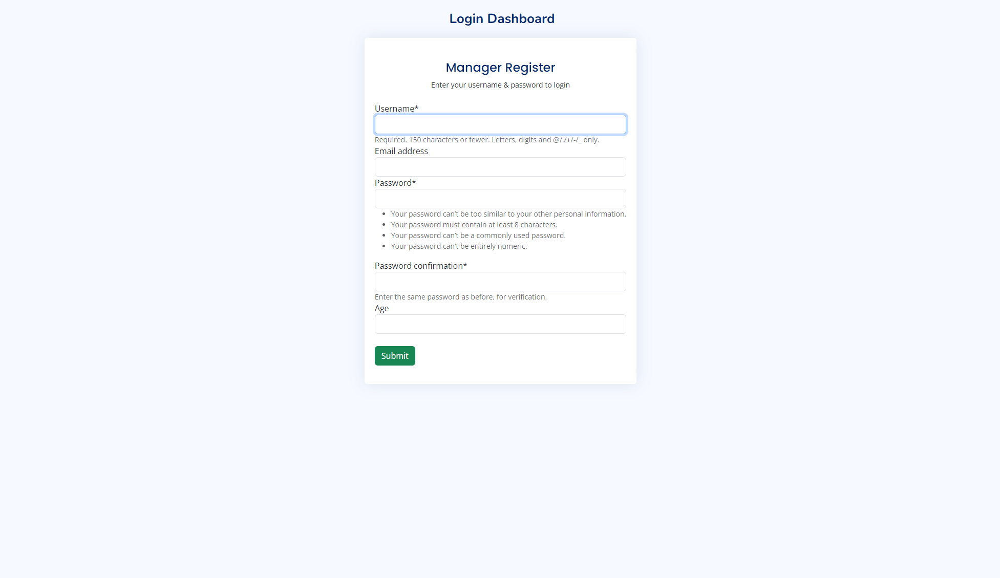 Login Dashboard
Manager Register
Enter your username & password to login
Username*
Required. 150 characters or fewer. Letters, digits and @/./+/-/_ only.
Email address
Password*
Your password can’t be too similar to your other personal information.
Your password must contain at least 8 characters.
Your password can’t be a commonly used password.
Your password can’t be entirely numeric.
Password confirmation*
Enter the same password as before, for verification.
Age
Submit